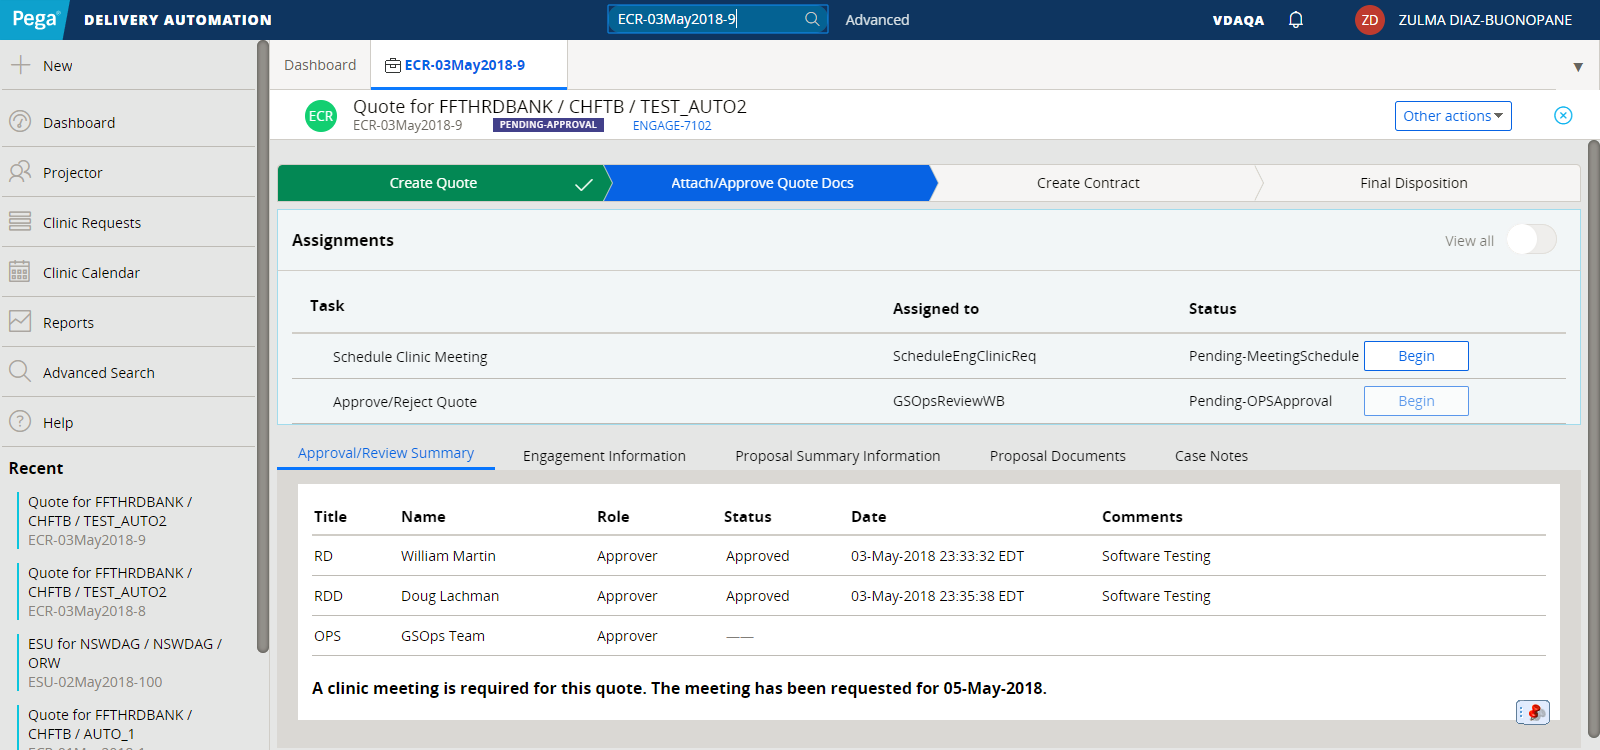 Pega DELIVERY AUTOMATION ECR-03May2018-9 Advanced VDAQA ZD ZULMA DIAZ-BUONOPANE
New
Dashboard
Projector
Clinic Requests
Clinic Calendar
Reports
Advanced Search
Help
Recent
Quote for FFTHRDBANK /
CHFTB / TEST_AUTO2
ECR-03May2018-9
Quote for FFTHRDBANK /
CHFTB / TEST_AUTO2
ECR-03May2018-8
ESU for NSWDAG / NSWDAG /
ORW
ESU-02May2018-100
Quote for FFTHRDBANK /
CHFTB / AUTO_1
Dashboard ECR-03May2018-9
ECR Quote for FFTHRDBANK / CHFTB / TEST_AUTO2
ECR-03May2018-9 PENDING-APPROVAL ENGAGE-7102
Other actions
Create Quote Attach/Approve Quote Docs Create Contract Final Disposition
Assignments View all
Task Assigned to Status
Schedule Clinic Meeting ScheduleEngClinicReq Pending-MeetingSchedule Begin
Approve/Reject Quote GSOpsReviewWB Pending-OPSApproval Begin
Approval/Review Summary Engagement Information Proposal Summary Information Proposal Documents Case Notes
Title Name Role Status Date Comments
RD William Martin Approver Approved 03-May-2018 23:33:32 EDT Software Testing
RDD Doug Lachman Approver Approved 03-May-2018 23:35:38 EDT Software Testing
OPS GSOps Team Approver ——
A clinic meeting is required for this quote. The meeting has been requested for 05-May-2018.